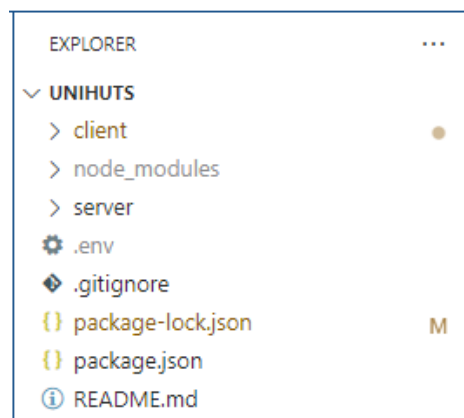 EXPLORER ...
UNIHUTS
client
node_modules
server
.env
.gitignore
{} package-lock.json M
{} package.json
README.md